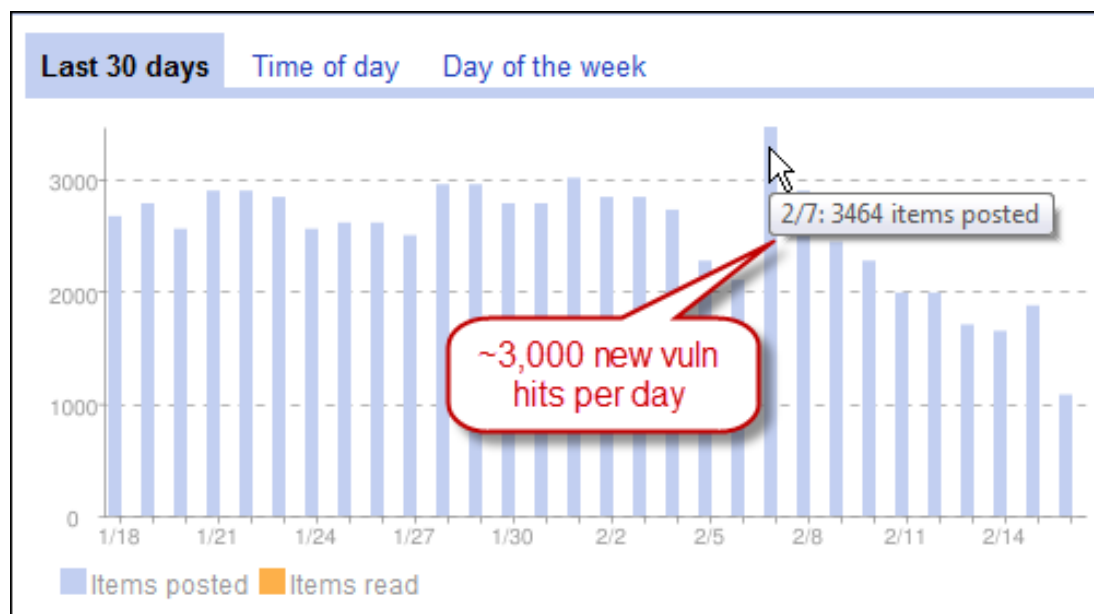 Last 30 days Time of day Day of the week
3000
2/7: 3464 items posted
2000
~3,000 new vuln
hits per day
1000
0
1/18 1/21 1/24 1/27 1/30 2/2 2/5 2/8 2/11 2/14
Items posted Items read